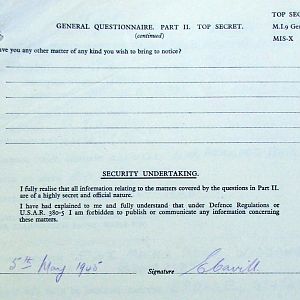 TOP SEC
GENERAL QUESTIONNAIRE. PART II. TOP SECRET.
M.I.9 Ge
(continued)
MIS-X
ave you any other matter of any kind you wish to bring to notice?
SECURITY UNDERTAKING.
I fully realise that all information relating to the matters covered by the questions in Part II.
are of a highly secret and official nature.
I have had explained to me and fully understand that under Defence Regulations or
U.S.A.R. 380-5 I am forbidden to publish or communicate any information concerning
these matters.
5th May 1945 Signature ECavill